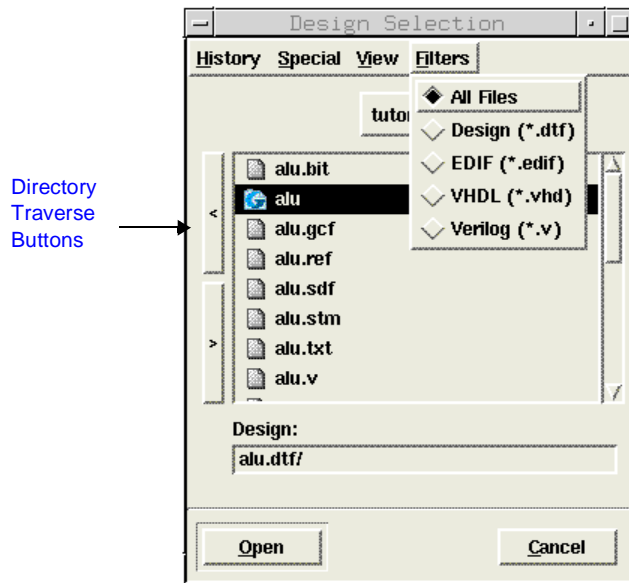 Design Selection
History Special View Filters
All Files
Design (*.dtf)
EDIF (*.edif)
VHDL (*.vhd)
Verilog (*.v)
Directory
Traverse
Buttons
<
>
alu.bit
alu
alu.gcf
alu.ref
alu.sdf
alu.stm
alu.txt
alu.v
Design:
alu.dtf/
Open Cancel